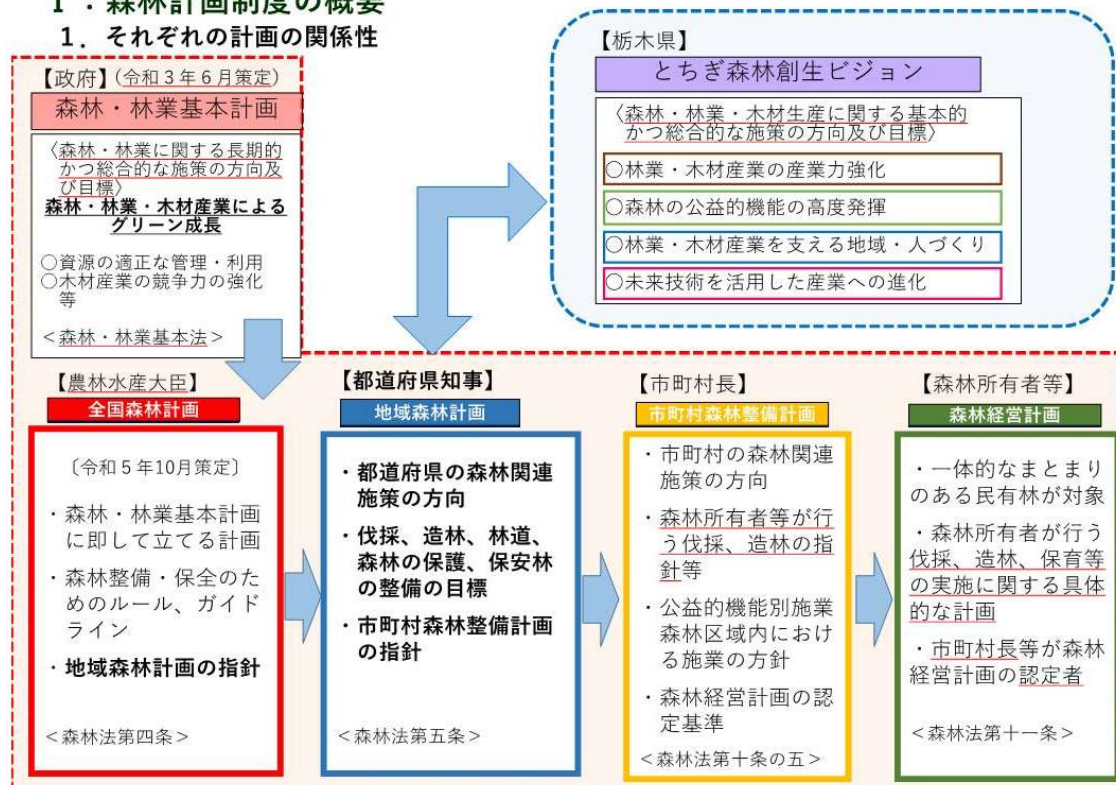 Ⅰ：森林計画制度の概要
1．それぞれの計画の関係性
【政府】（令和３年６月策定）
森林・林業基本計画
〈森林・林業に関する長期的
かつ総合的な施策の方向及
び目標〉
森林・林業・木材産業による
グリーン成長
○資源の適正な管理・利用
○木材産業の競争力の強化
等
＜森林・林業基本法＞
【栃木県】
とちぎ森林創生ビジョン
〈森林・林業・木材生産に関する基本的
かつ総合的な施策の方向及び目標〉
○林業・木材産業の産業力強化
○森林の公益的機能の高度発揮
○林業・木材産業を支える地域・人づくり
○未来技術を活用した産業への進化
【農林水産大臣】
全国森林計画
〔令和５年10月策定〕
・森林・林業基本計画
に即して立てる計画
・森林整備・保全のた
めのルール、ガイド
ライン
・地域森林計画の指針
＜森林法第四条＞
【都道府県知事】
地域森林計画
・都道府県の森林関連
施策の方向
・伐採、造林、林道、
森林の保護、保安林
の整備の目標
・市町村森林整備計画
の指針
＜森林法第五条＞
【市町村長】
市町村森林整備計画
・市町村の森林関連
施策の方向
・森林所有者等が行
う伐採、造林の指
針等
・公益的機能別施業
森林区域内におけ
る施業の方針
・森林経営計画の認
定基準
＜森林法第十条の五＞
【森林所有者等】
森林経営計画
・一体的なまとまり
のある民有林が対象
・森林所有者が行う
伐採、造林、保育等
の実施に関する具体
的な計画
・市町村長等が森林
経営計画の認定者
＜森林法第十一条＞